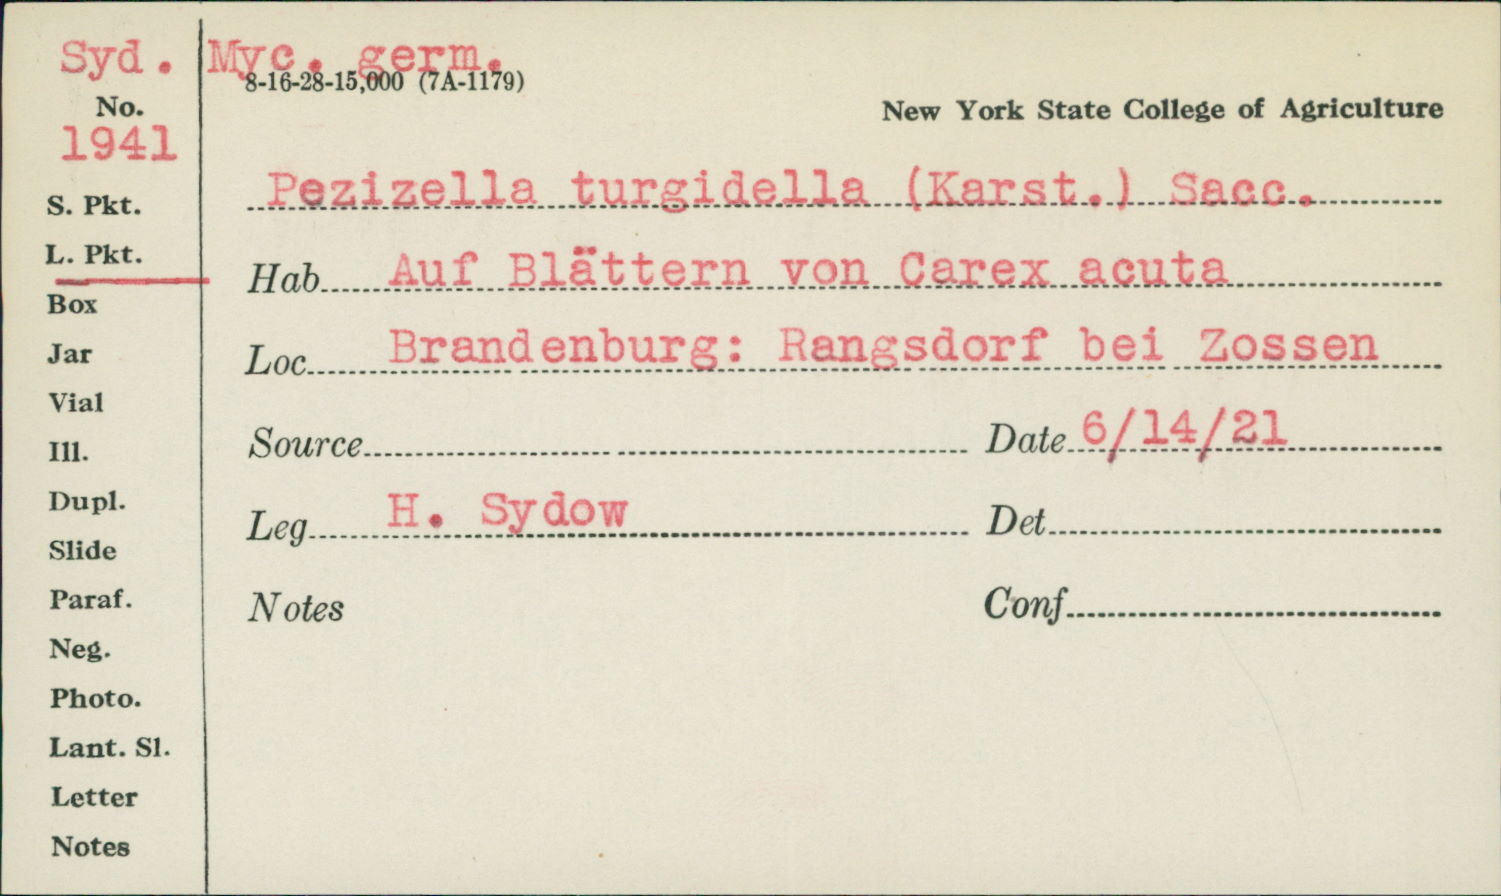 Syd. Myc. germ.
8-16-28-15,000 (7A-1179)
No.
New York State College of Agriculture
1941
Pezizella turgidella (Karst.) Sacc.
S. Pkt.
L. Pkt.
Hab. Auf Blättern von Carex acuta
Box
Jar
Loc. Brandenburg: Rangsdorf bei Zossen
Vial
Source Date 6/14/21
Ill.
Dupl.
Leg. H. Sydow Det.
Slide
Paraf.
Notes Conf.
Neg.
Photo.
Lant. Sl.
Letter
Notes